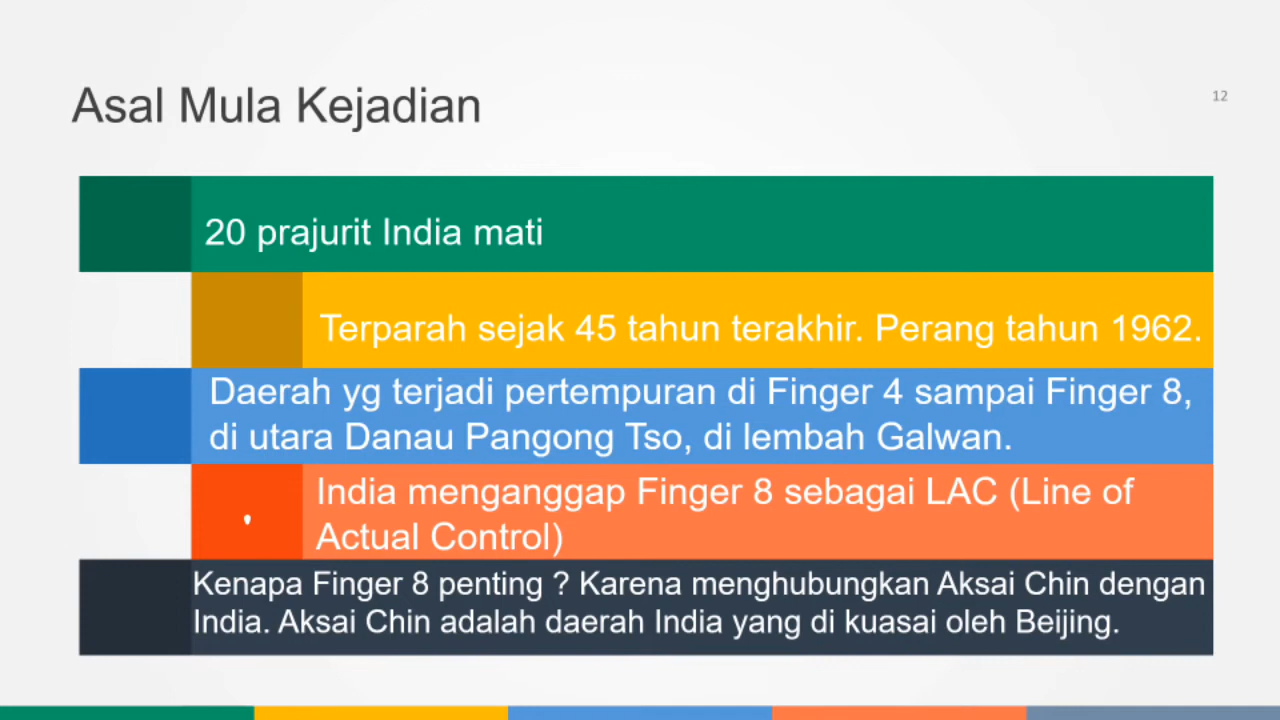 Asal Mula Kejadian
12
20 prajurit India mati
Terparah sejak 45 tahun terakhir. Perang tahun 1962.
Daerah yg terjadi pertempuran di Finger 4 sampai Finger 8,
di utara Danau Pangong Tso, di lembah Galwan.
India menganggap Finger 8 sebagai LAC (Line of
Actual Control)
Kenapa Finger 8 penting ? Karena menghubungkan Aksai Chin dengan
India. Aksai Chin adalah daerah India yang di kuasai oleh Beijing.